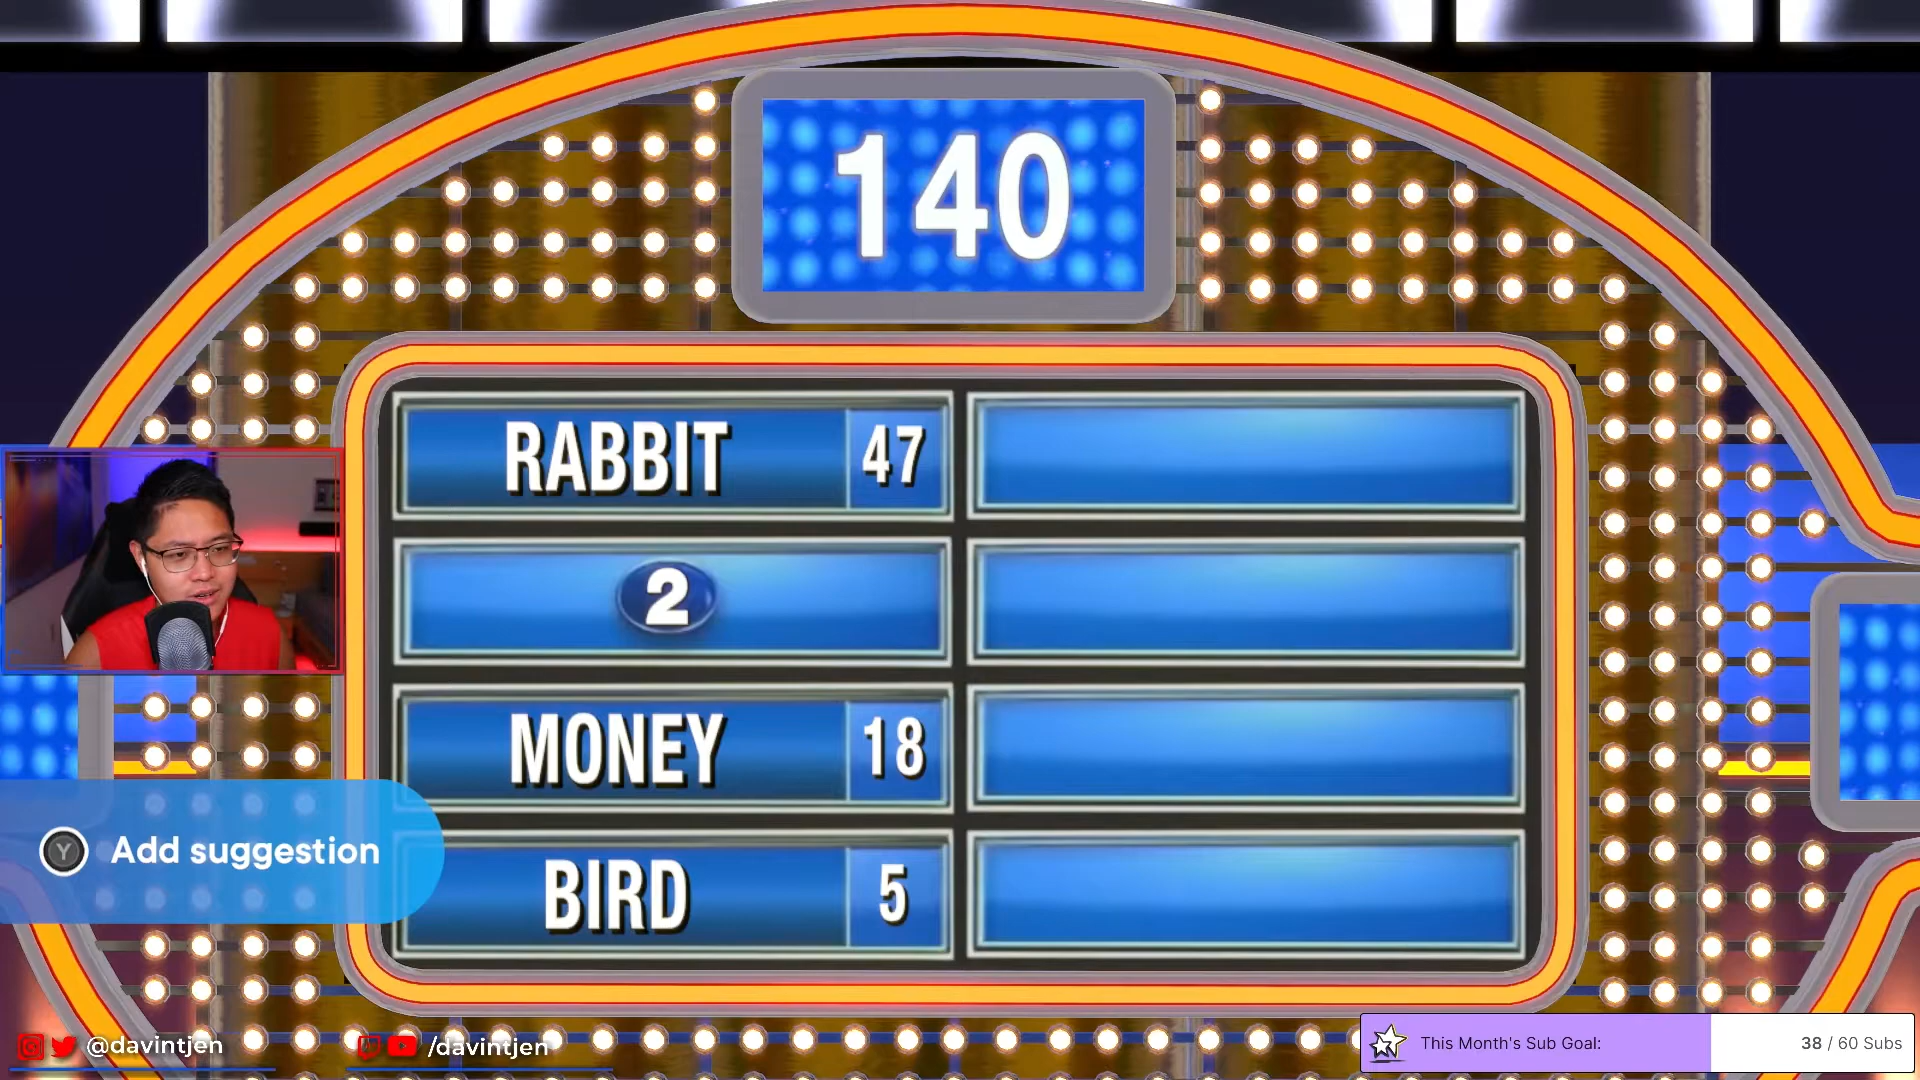 140
RABBIT 47
2
MONEY 18
BIRD 5
Y Add suggestion
@davintjen
/davintjen
This Month's Sub Goal: 38 / 60 Subs